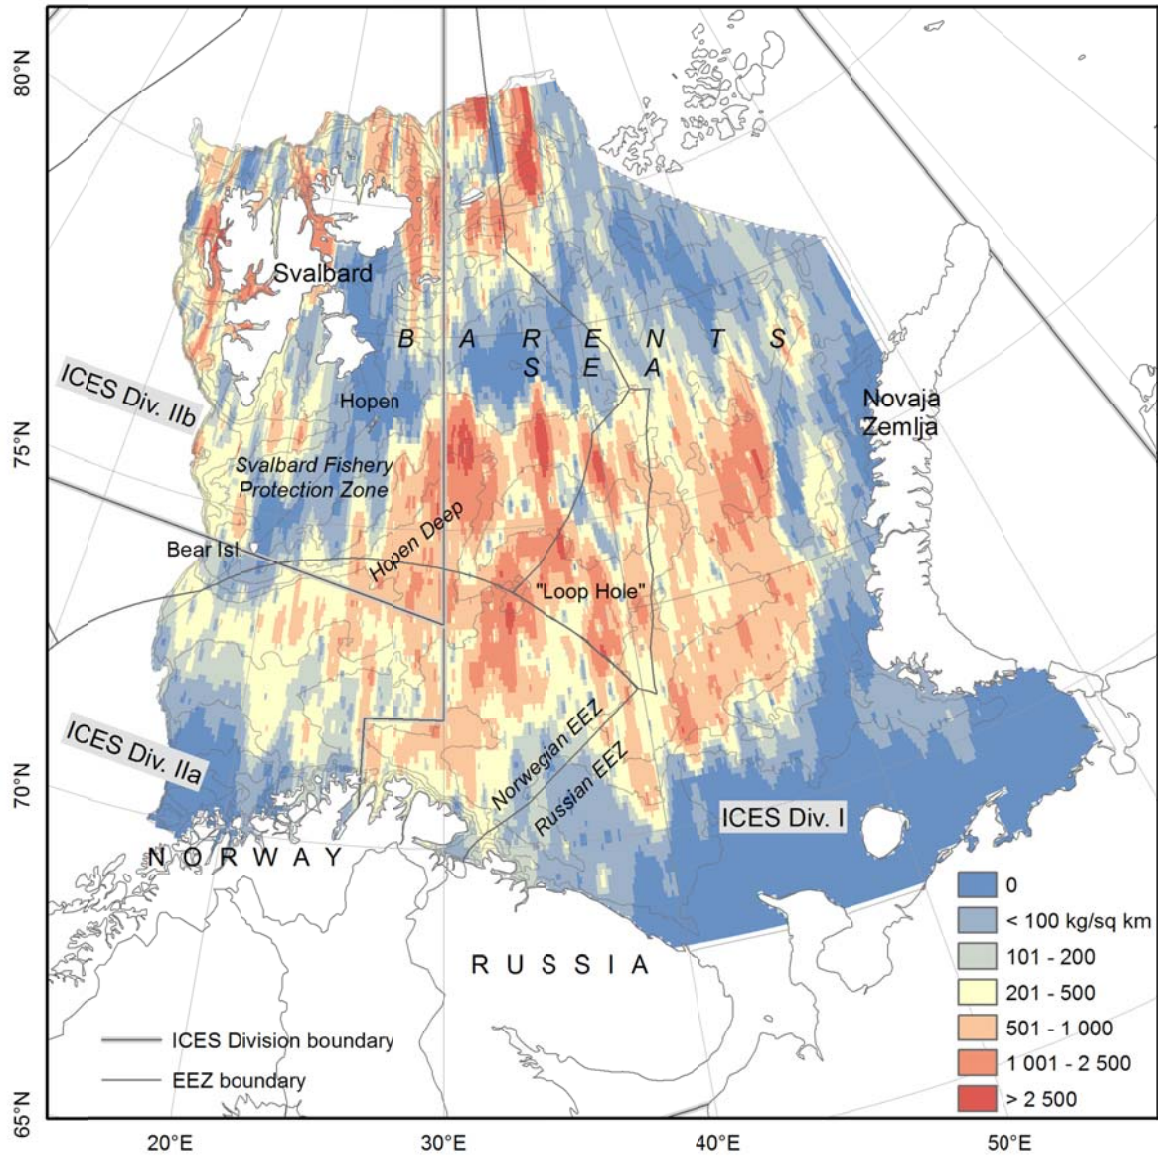 80°N
Svalbard
B A R E N T S
S E A
ICES Div. IIb
Hopen
Novaja
Zemlja
75°N
Svalbard Fishery
Protection Zone
Hopen Deep
Bear Isl.
"Loop Hole"
ICES Div. IIa
Norwegian EEZ
Russian EEZ
70°N
ICES Div. I
N O R W A Y
R U S S I A
0
< 100 kg/sq km
101 - 200
201 - 500
501 - 1 000
1 001 - 2 500
> 2 500
ICES Division boundary
EEZ boundary
65°N
20°E
30°E
40°E
50°E